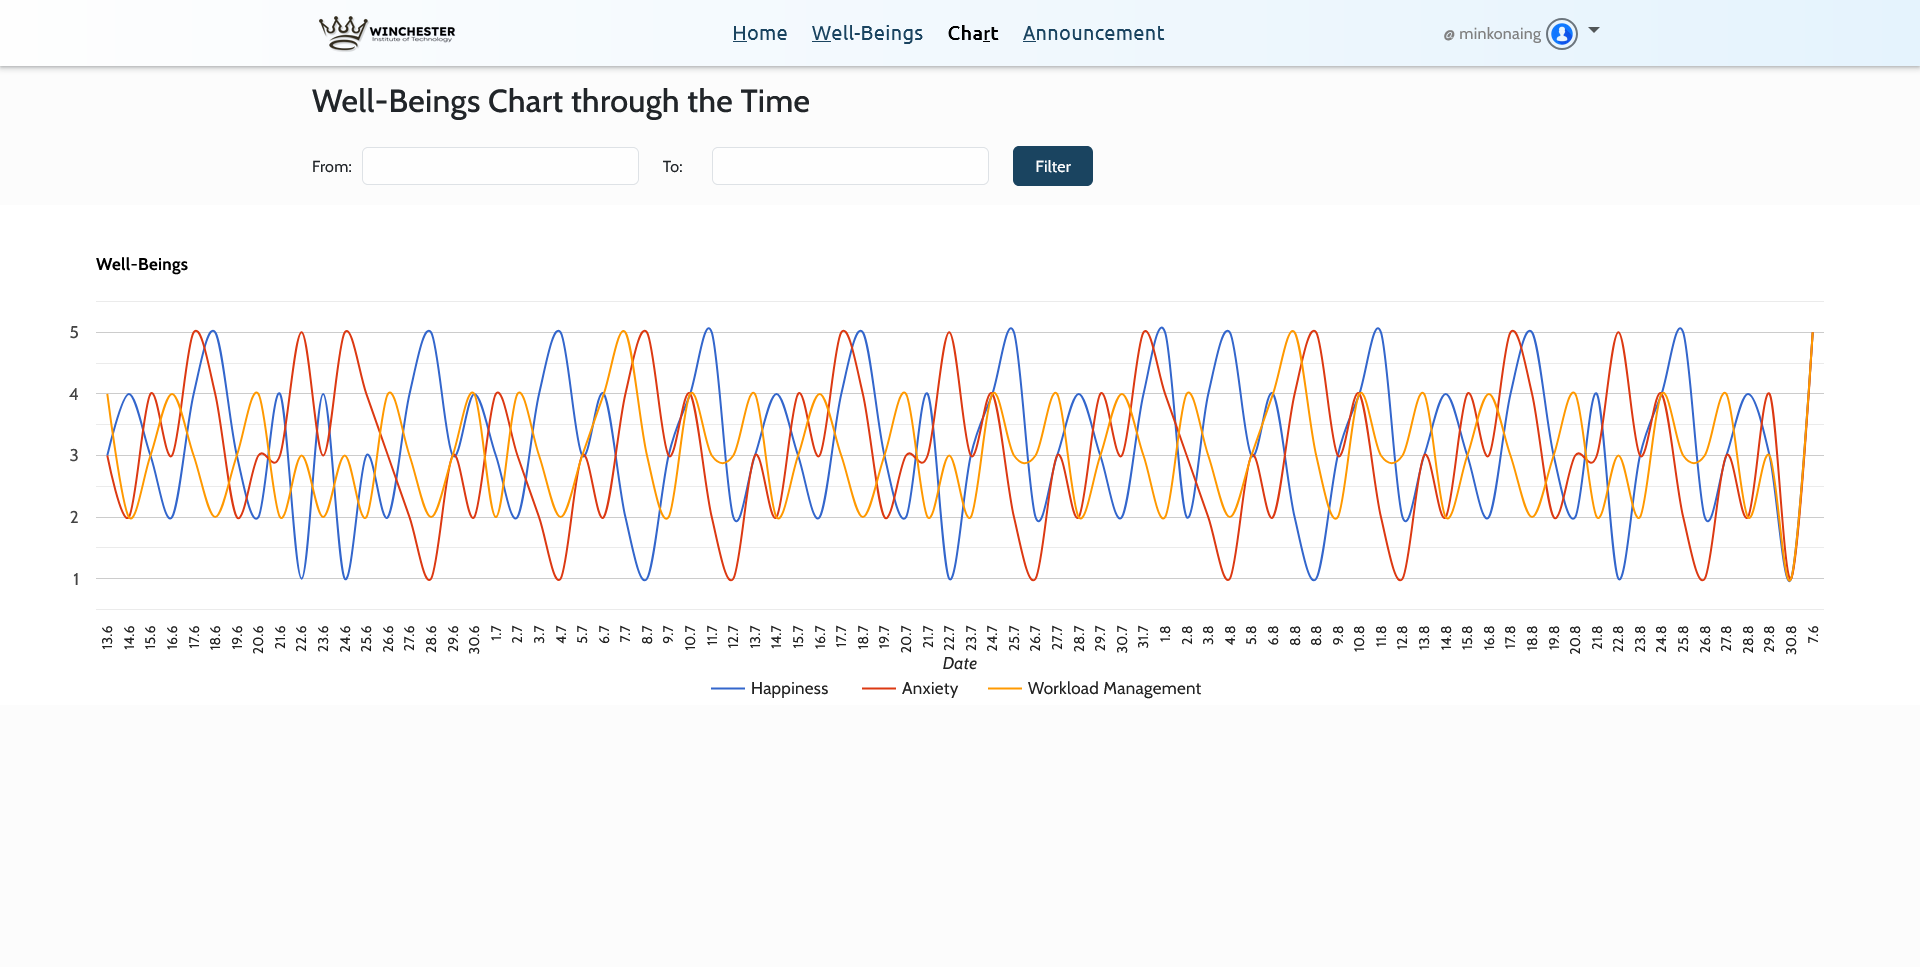 WINCHESTER
Institute of Technology
Home Well-Beings Chart Announcement
@ minkonaing
Well-Beings Chart through the Time
From: To: Filter
Well-Beings
5
4
3
2
1
13.6 14.6 15.6 16.6 17.6 18.6 19.6 20.6 21.6 22.6 23.6 24.6 25.6 26.6 27.6 28.6 29.6 30.6 1.7 2.7 3.7 4.7 5.7 6.7 7.7 8.7 9.7 10.7 11.7 12.7 13.7 14.7 15.7 16.7 17.7 18.7 19.7 20.7 21.7 22.7 23.7 24.7 25.7 26.7 27.7 28.7 29.7 30.7 31.7 1.8 2.8 3.8 4.8 5.8 6.8 8.8 8.8 9.8 10.8 11.8 12.8 13.8 14.8 15.8 16.8 17.8 18.8 19.8 20.8 21.8 22.8 23.8 24.8 25.8 26.8 27.8 28.8 29.8 30.8 7.6
Date
Happiness Anxiety Workload Management